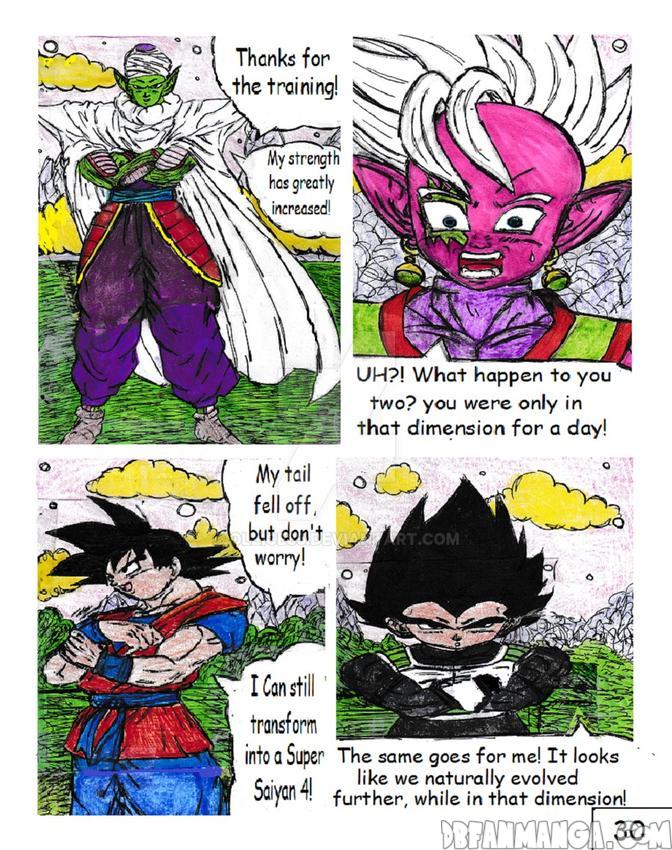 Thanks for
the training!
My strength
has greatly
increased!
UH?! What happen to you
two? you were only in
that dimension for a day!
My tail
fell off,
but don't
worry!
I Can still
transform
into a Super
Saiyan 4!
The same goes for me! It looks
like we naturally evolved
further, while in that dimension!
30
DBFANMANGA.COM